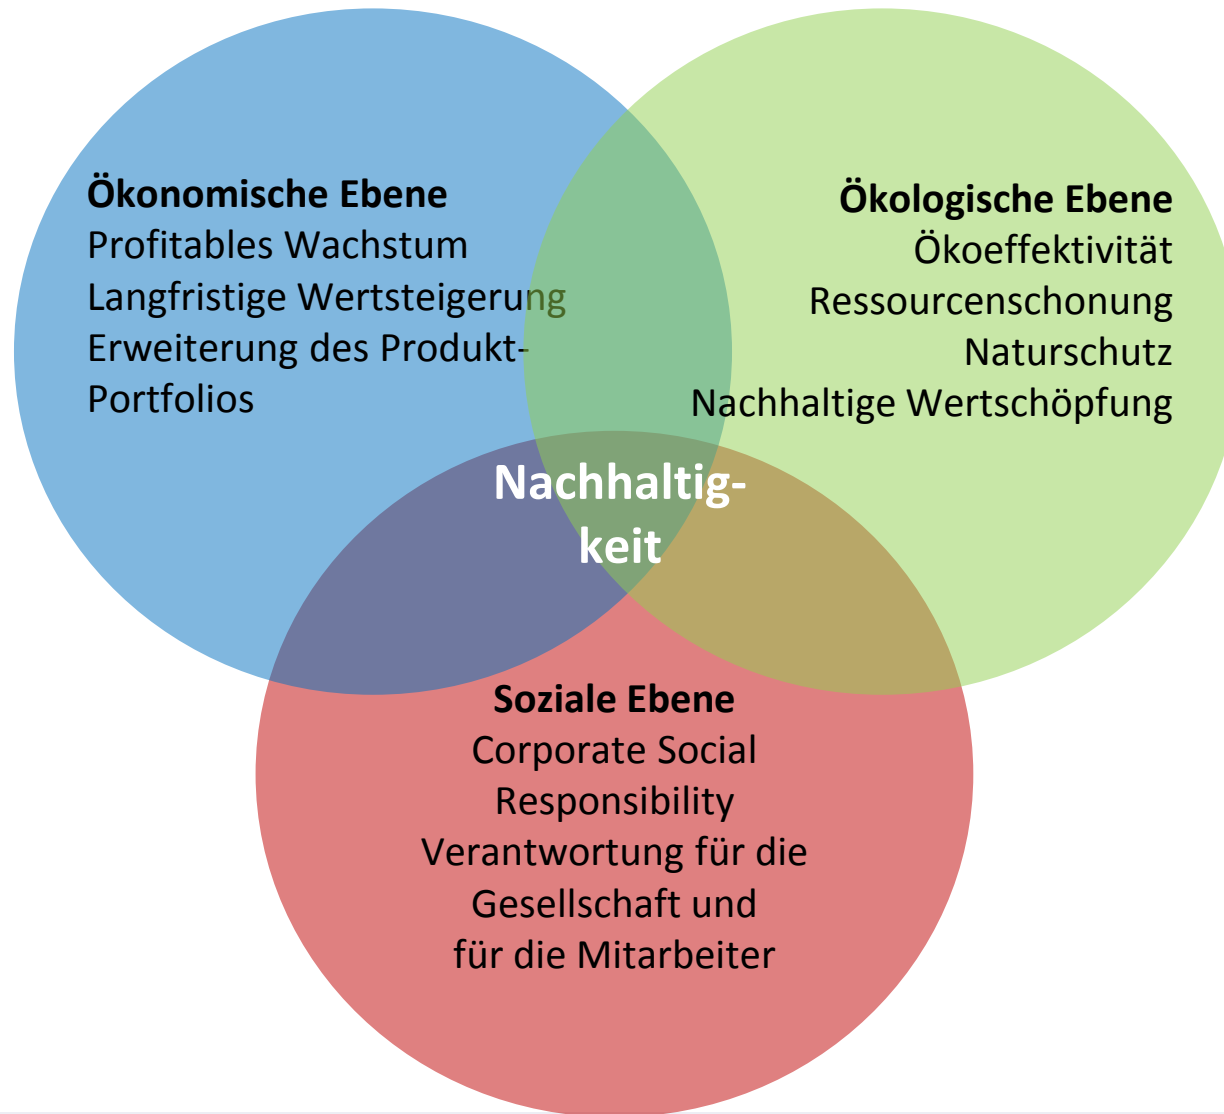 Ökonomische Ebene
Profitables Wachstum
Langfristige Wertsteigerung
Erweiterung des Produkt-
Portfolios
Ökologische Ebene
Ökoeffektivität
Ressourcenschonung
Naturschutz
Nachhaltige Wertschöpfung
Nachhaltig-
keit
Soziale Ebene
Corporate Social
Responsibility
Verantwortung für die
Gesellschaft und
für die Mitarbeiter